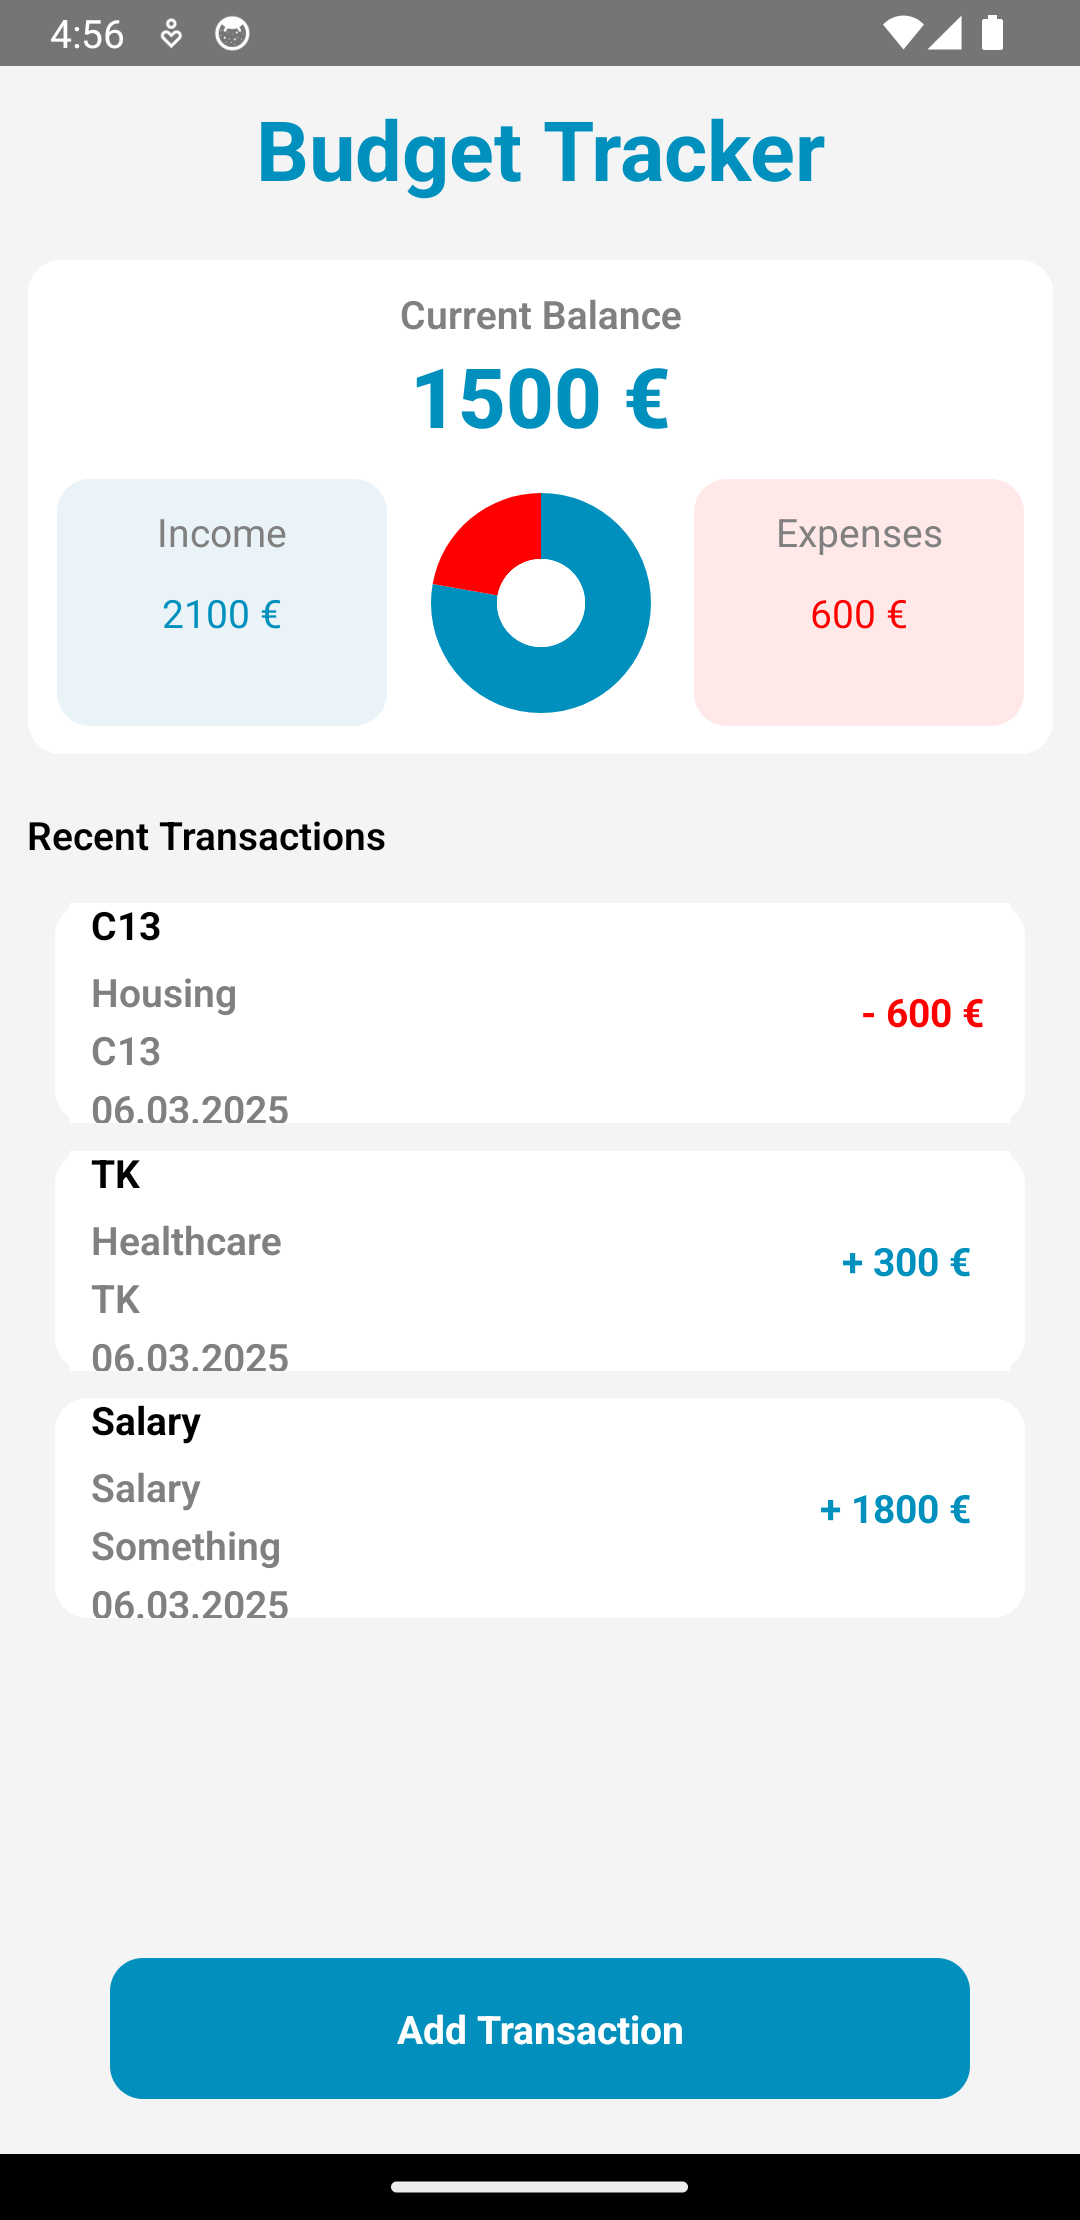 4:56
Budget Tracker
Current Balance
1500 €
Income
2100 €
Expenses
600 €
Recent Transactions
C13
Housing
C13
06.03.2025
- 600 €
TK
Healthcare
TK
06.03.2025
+ 300 €
Salary
Salary
Something
06.03.2025
+ 1800 €
Add Transaction